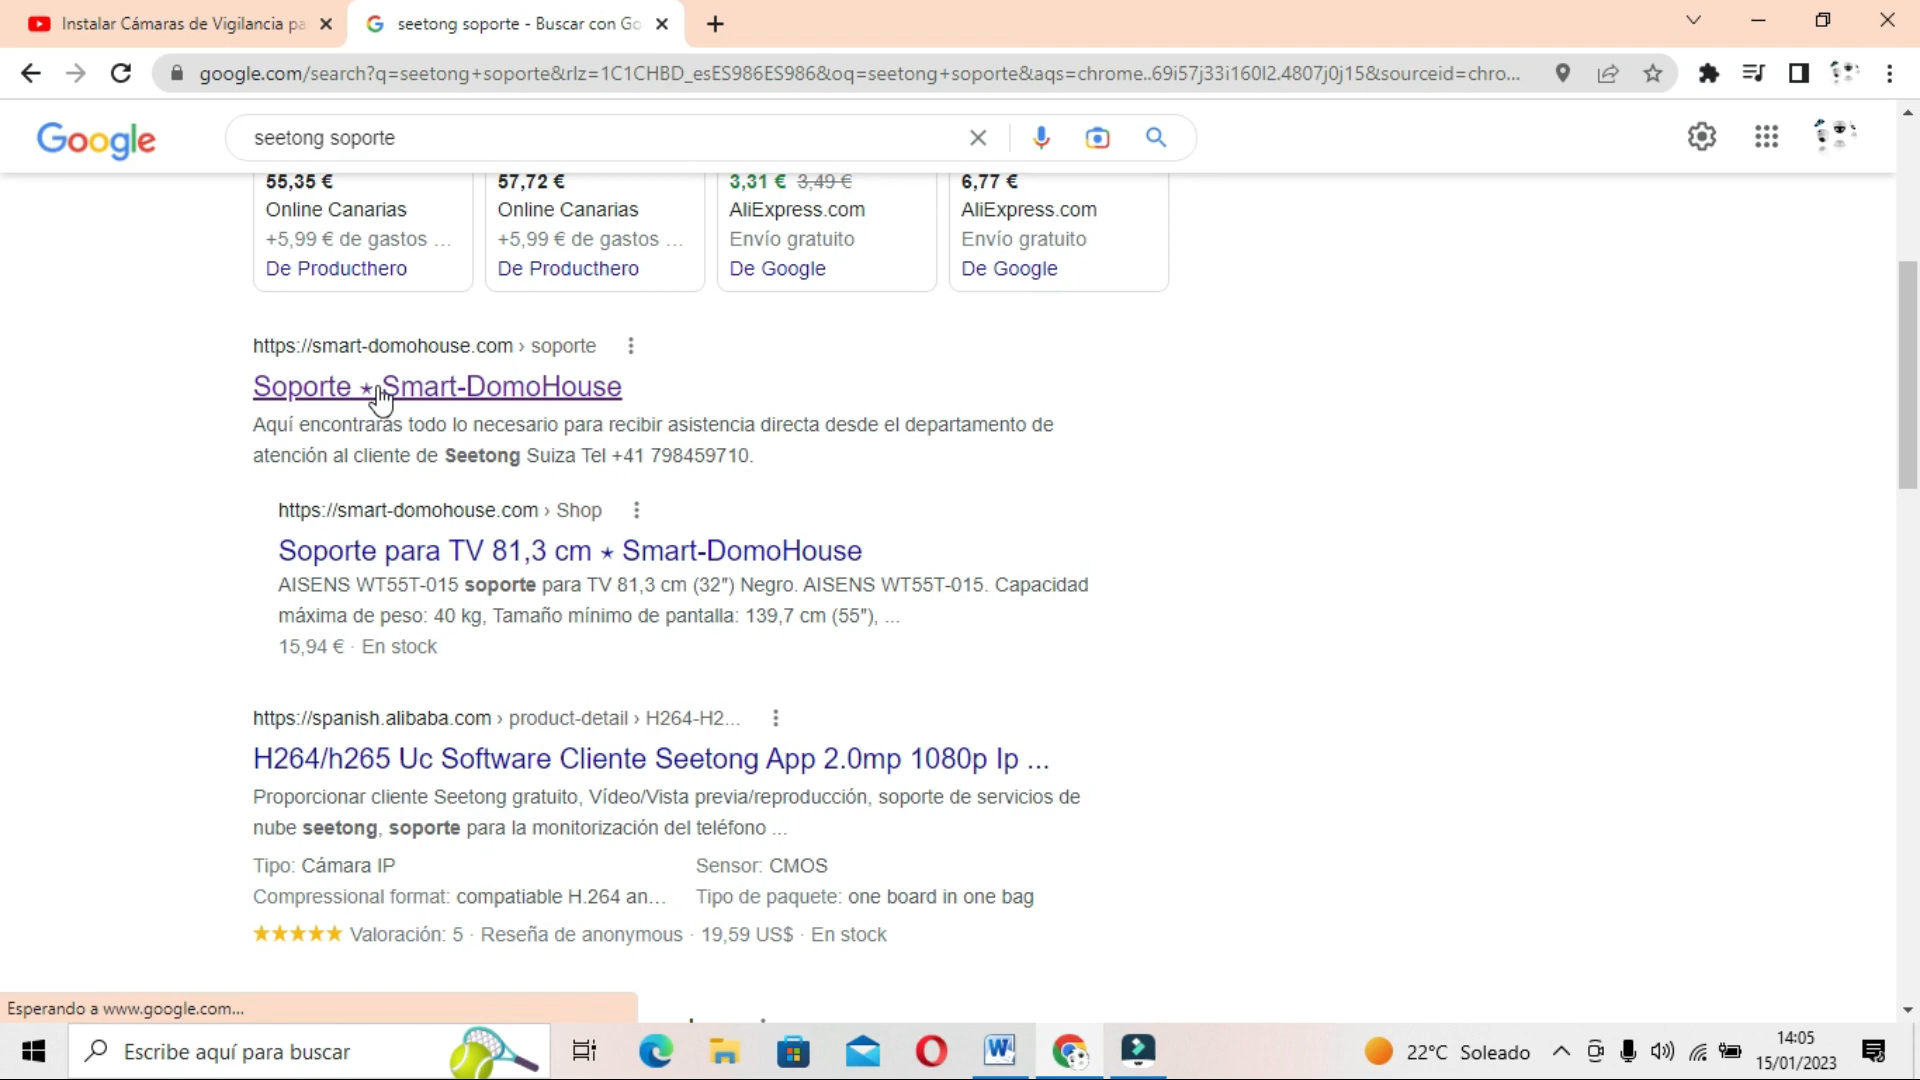 Instalar Cámaras de Vigilancia pa
seetong soporte - Buscar con Go
google.com/search?q=seetong+soporte&rlz=1C1CHBD_esES986ES986&oq=seetong+soporte&aqs=chrome..69i57j33i160l2.4807j0j15&sourceid=chro...
Google
seetong soporte
55,35 € 57,72 € 3,31 € 3,49 € 6,77 €
Online Canarias Online Canarias AliExpress.com AliExpress.com
+5,99 € de gastos ... +5,99 € de gastos ... Envío gratuito Envío gratuito
De Producthero De Producthero De Google De Google
https://smart-domohouse.com › soporte
Soporte ⋆ Smart-DomoHouse
Aquí encontrarás todo lo necesario para recibir asistencia directa desde el departamento de
atención al cliente de Seetong Suiza Tel +41 798459710.
https://smart-domohouse.com › Shop
Soporte para TV 81,3 cm ⋆ Smart-DomoHouse
AISENS WT55T-015 soporte para TV 81,3 cm (32") Negro. AISENS WT55T-015. Capacidad
máxima de peso: 40 kg, Tamaño mínimo de pantalla: 139,7 cm (55"), ...
15,94 € · En stock
https://spanish.alibaba.com › product-detail › H264-H2...
H264/h265 Uc Software Cliente Seetong App 2.0mp 1080p Ip ...
Proporcionar cliente Seetong gratuito, Vídeo/Vista previa/reproducción, soporte de servicios de
nube seetong, soporte para la monitorización del teléfono ...
Tipo: Cámara IP Sensor: CMOS
Compressional format: compatiable H.264 an... Tipo de paquete: one board in one bag
★★★★★ Valoración: 5 · Reseña de anonymous · 19,59 US$ · En stock
Esperando a www.google.com...
Escribe aquí para buscar
22°C Soleado
14:05
15/01/2023